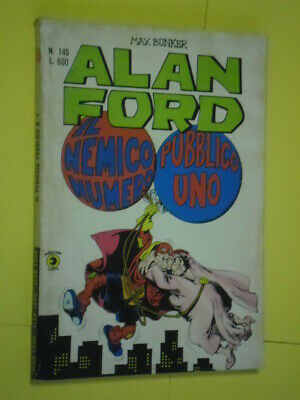 MAX BUNKER
N. 145
L. 600
ALAN
FORD
IL
NEMICO
NUMERO
PUBBLICO
UNO